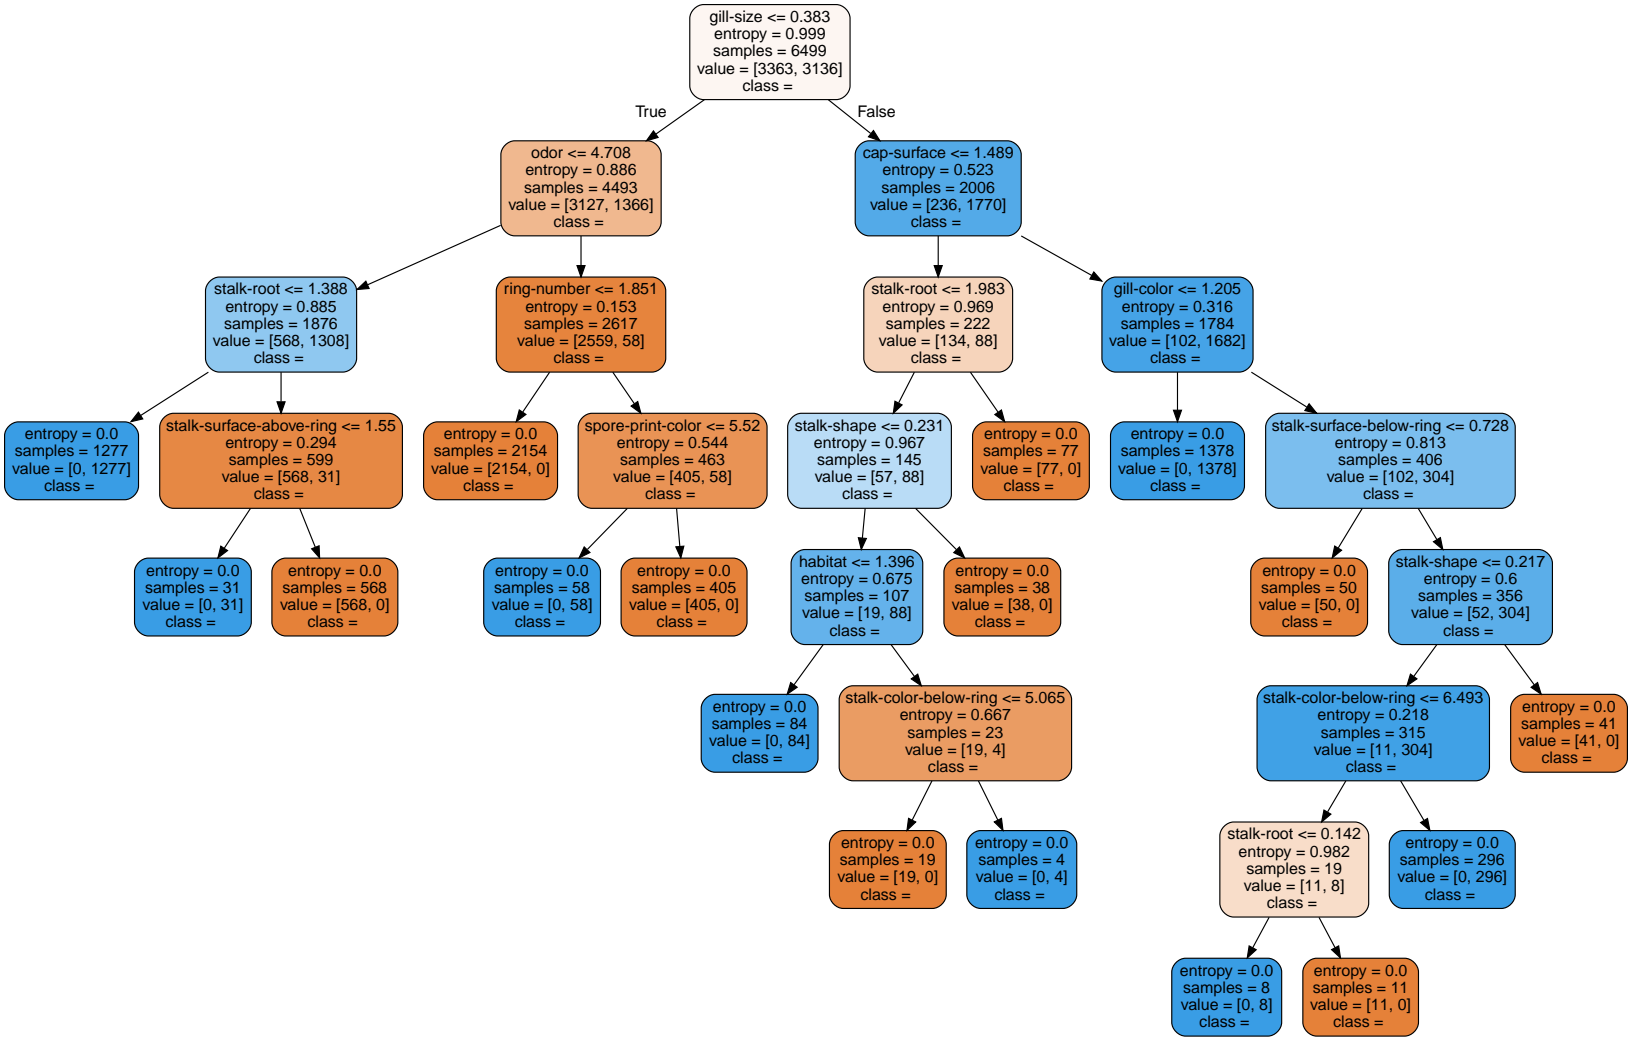 gill-size <= 0.383
entropy = 0.999
samples = 6499
value = [3363, 3136]
class =
True
False
odor <= 4.708
entropy = 0.886
samples = 4493
value = [3127, 1366]
class =
cap-surface <= 1.489
entropy = 0.523
samples = 2006
value = [236, 1770]
class =
stalk-root <= 1.388
entropy = 0.885
samples = 1876
value = [568, 1308]
class =
ring-number <= 1.851
entropy = 0.153
samples = 2617
value = [2559, 58]
class =
stalk-root <= 1.983
entropy = 0.969
samples = 222
value = [134, 88]
class =
gill-color <= 1.205
entropy = 0.316
samples = 1784
value = [102, 1682]
class =
entropy = 0.0
samples = 1277
value = [0, 1277]
class =
stalk-surface-above-ring <= 1.55
entropy = 0.294
samples = 599
value = [568, 31]
class =
entropy = 0.0
samples = 2154
value = [2154, 0]
class =
spore-print-color <= 5.52
entropy = 0.544
samples = 463
value = [405, 58]
class =
stalk-shape <= 0.231
entropy = 0.967
samples = 145
value = [57, 88]
class =
entropy = 0.0
samples = 77
value = [77, 0]
class =
entropy = 0.0
samples = 1378
value = [0, 1378]
class =
stalk-surface-below-ring <= 0.728
entropy = 0.813
samples = 406
value = [102, 304]
class =
entropy = 0.0
samples = 31
value = [0, 31]
class =
entropy = 0.0
samples = 568
value = [568, 0]
class =
entropy = 0.0
samples = 58
value = [0, 58]
class =
entropy = 0.0
samples = 405
value = [405, 0]
class =
habitat <= 1.396
entropy = 0.675
samples = 107
value = [19, 88]
class =
entropy = 0.0
samples = 38
value = [38, 0]
class =
entropy = 0.0
samples = 50
value = [50, 0]
class =
stalk-shape <= 0.217
entropy = 0.6
samples = 356
value = [52, 304]
class =
entropy = 0.0
samples = 84
value = [0, 84]
class =
stalk-color-below-ring <= 5.065
entropy = 0.667
samples = 23
value = [19, 4]
class =
stalk-color-below-ring <= 6.493
entropy = 0.218
samples = 315
value = [11, 304]
class =
entropy = 0.0
samples = 41
value = [41, 0]
class =
entropy = 0.0
samples = 19
value = [19, 0]
class =
entropy = 0.0
samples = 4
value = [0, 4]
class =
stalk-root <= 0.142
entropy = 0.982
samples = 19
value = [11, 8]
class =
entropy = 0.0
samples = 296
value = [0, 296]
class =
entropy = 0.0
samples = 8
value = [0, 8]
class =
entropy = 0.0
samples = 11
value = [11, 0]
class =